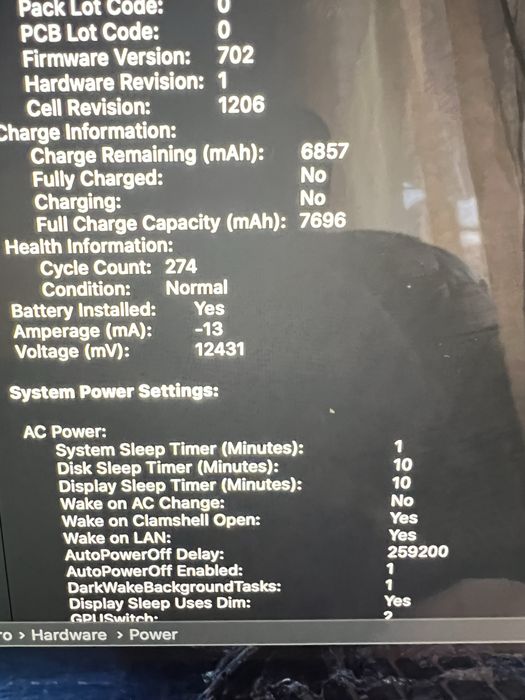 Pack Lot Code: 0
PCB Lot Code: 0
Firmware Version: 702
Hardware Revision: 1
Cell Revision: 1206
Charge Information:
Charge Remaining (mAh): 6857
Fully Charged: No
Charging: No
Full Charge Capacity (mAh): 7696
Health Information:
Cycle Count: 274
Condition: Normal
Battery Installed: Yes
Amperage (mA): -13
Voltage (mV): 12431
System Power Settings:
AC Power:
System Sleep Timer (Minutes): 1
Disk Sleep Timer (Minutes): 10
Display Sleep Timer (Minutes): 10
Wake on AC Change: No
Wake on Clamshell Open: Yes
Wake on LAN: Yes
AutoPowerOff Delay: 259200
AutoPowerOff Enabled: 1
DarkWakeBackgroundTasks: 1
Display Sleep Uses Dim: Yes
GPUSwitch: 2
ro > Hardware > Power